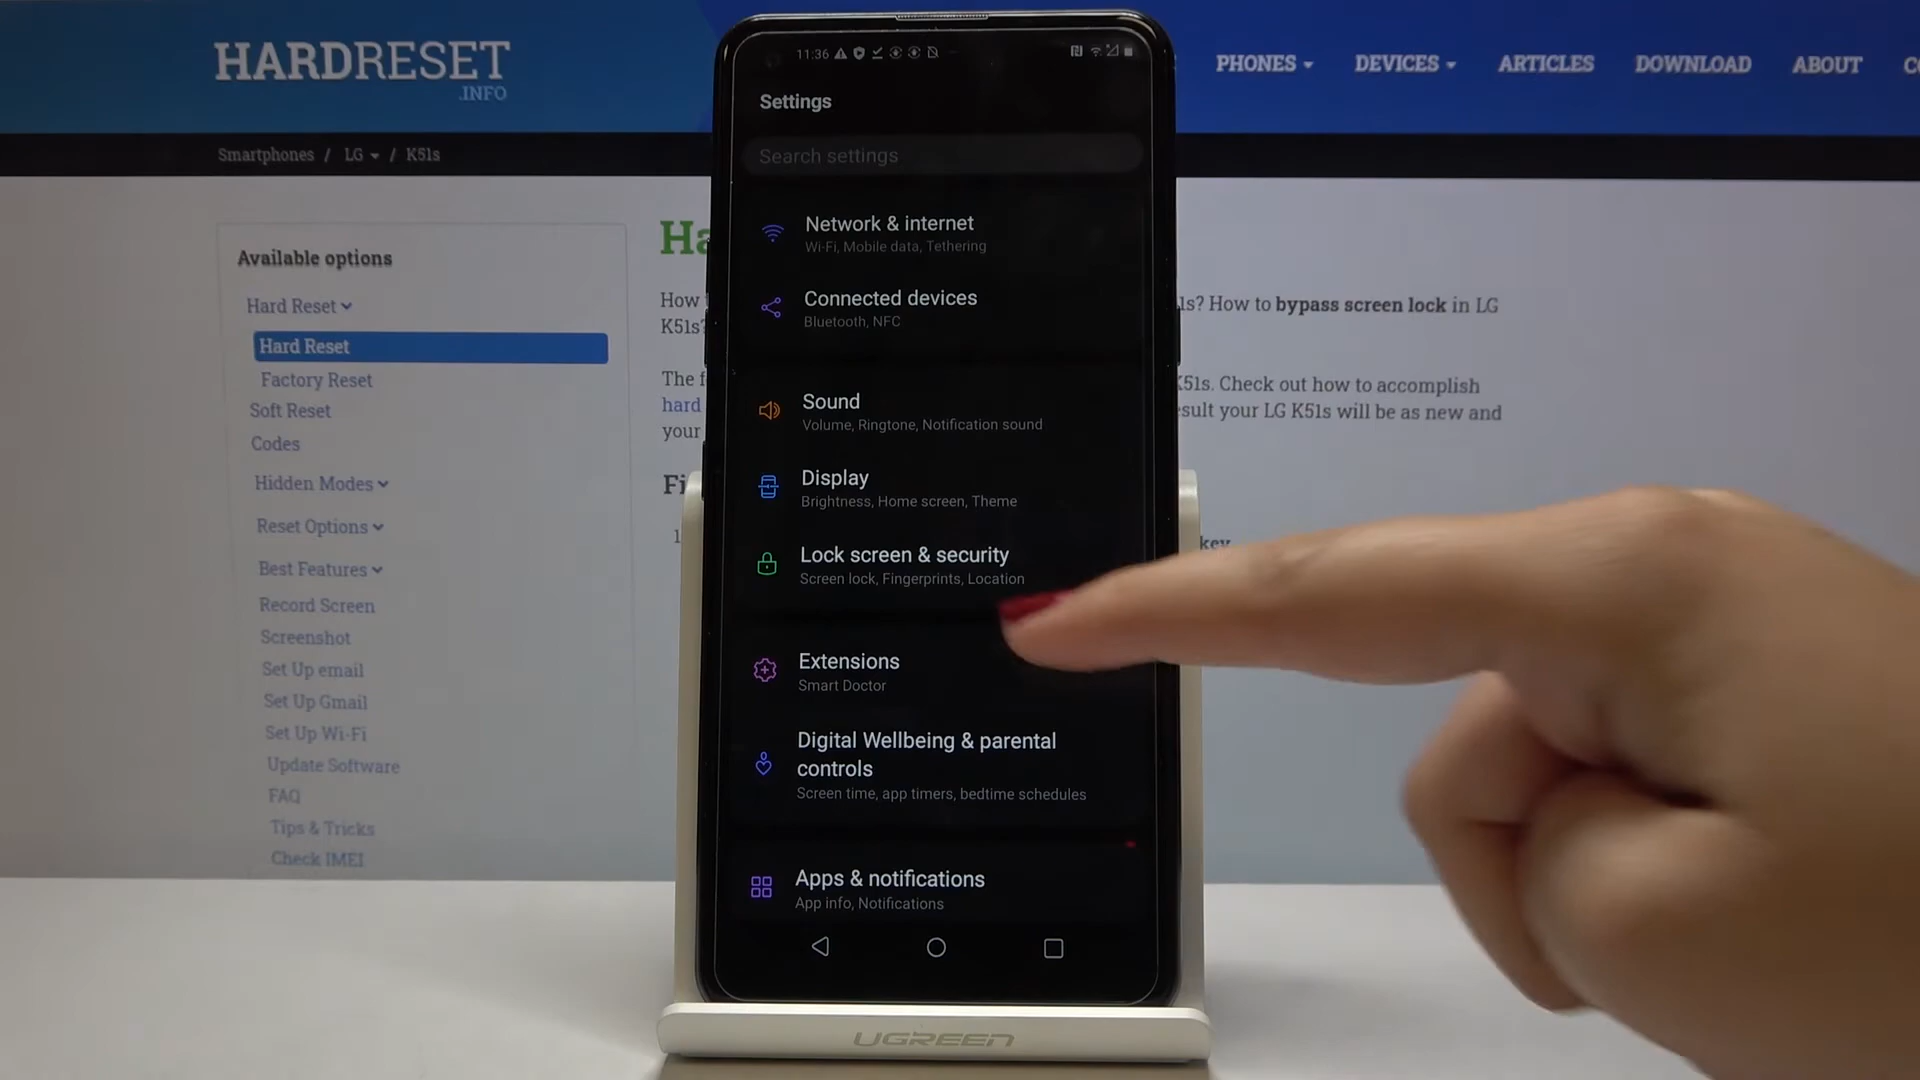 HARDRESET
.INFO
PHONES
DEVICES
ARTICLES
DOWNLOAD
ABOUT
Smartphones / LG / K51s
Available options
Hard Reset
Hard Reset
Factory Reset
Soft Reset
Codes
Hidden Modes
Reset Options
Best Features
Record Screen
Screenshot
Set Up email
Set Up Gmail
Set Up Wi-Fi
Update Software
FAQ
Tips & Tricks
Check IMEI
How
K51s?
The
hard
your
11:36
Settings
Search settings
Network & internet
Wi-Fi, Mobile data, Tethering
Connected devices
Bluetooth, NFC
Sound
Volume, Ringtone, Notification sound
Display
Brightness, Home screen, Theme
Lock screen & security
Screen lock, Fingerprints, Location
Extensions
Smart Doctor
Digital Wellbeing & parental
controls
Screen time, app timers, bedtime schedules
Apps & notifications
App info, Notifications
How to bypass screen lock in LG
K51s. Check out how to accomplish
your LG K51s will be as new and
key
UGREEN